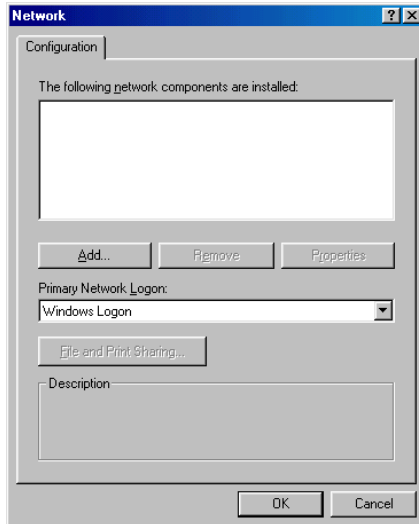 Network
Configuration
The following network components are installed:
Add... Remove Properties
Primary Network Logon:
Windows Logon
File and Print Sharing...
Description
OK Cancel